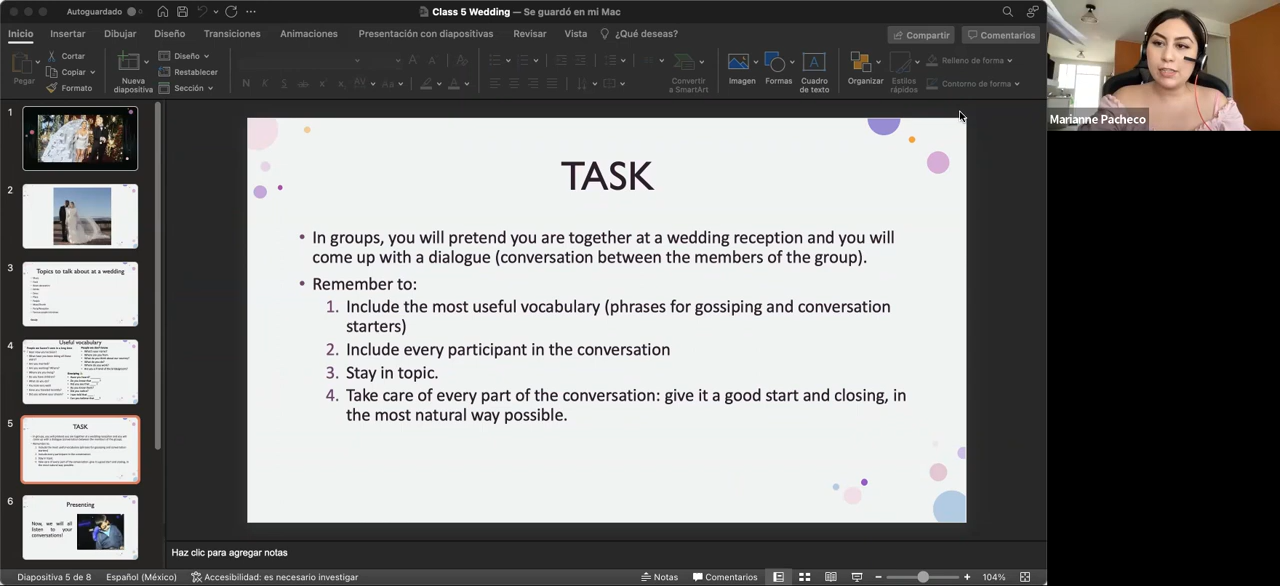 Autoguardado
Class 5 Wedding — Se guardó en mi Mac
Inicio Insertar Dibujar Diseño Transiciones Animaciones Presentación con diapositivas Revisar Vista ¿Qué deseas? Compartir Comentarios
Pegar
Cortar
Copiar
Formato
Nueva
diapositiva
Diseño
Restablecer
Sección
Convertir
a SmartArt
Imagen
Formas
Cuadro
de texto
Organizar
Estilos
rápidos
Relleno de forma
Contorno de forma
Marianne Pacheco
1
2
3
Topics to talk about at a wedding
4
Useful vocabulary
5
TASK
6
Presenting
Now, we will all
listen to your
conversations!
TASK
• In groups, you will pretend you are together at a wedding reception and you will
come up with a dialogue (conversation between the members of the group).
• Remember to:
1. Include the most useful vocabulary (phrases for gossiping and conversation
starters)
2. Include every participant in the conversation
3. Stay in topic.
4. Take care of every part of the conversation: give it a good start and closing, in
the most natural way possible.
Haz clic para agregar notas
Diapositiva 5 de 8 Español (México) Accesibilidad: es necesario investigar Notas Comentarios 104%